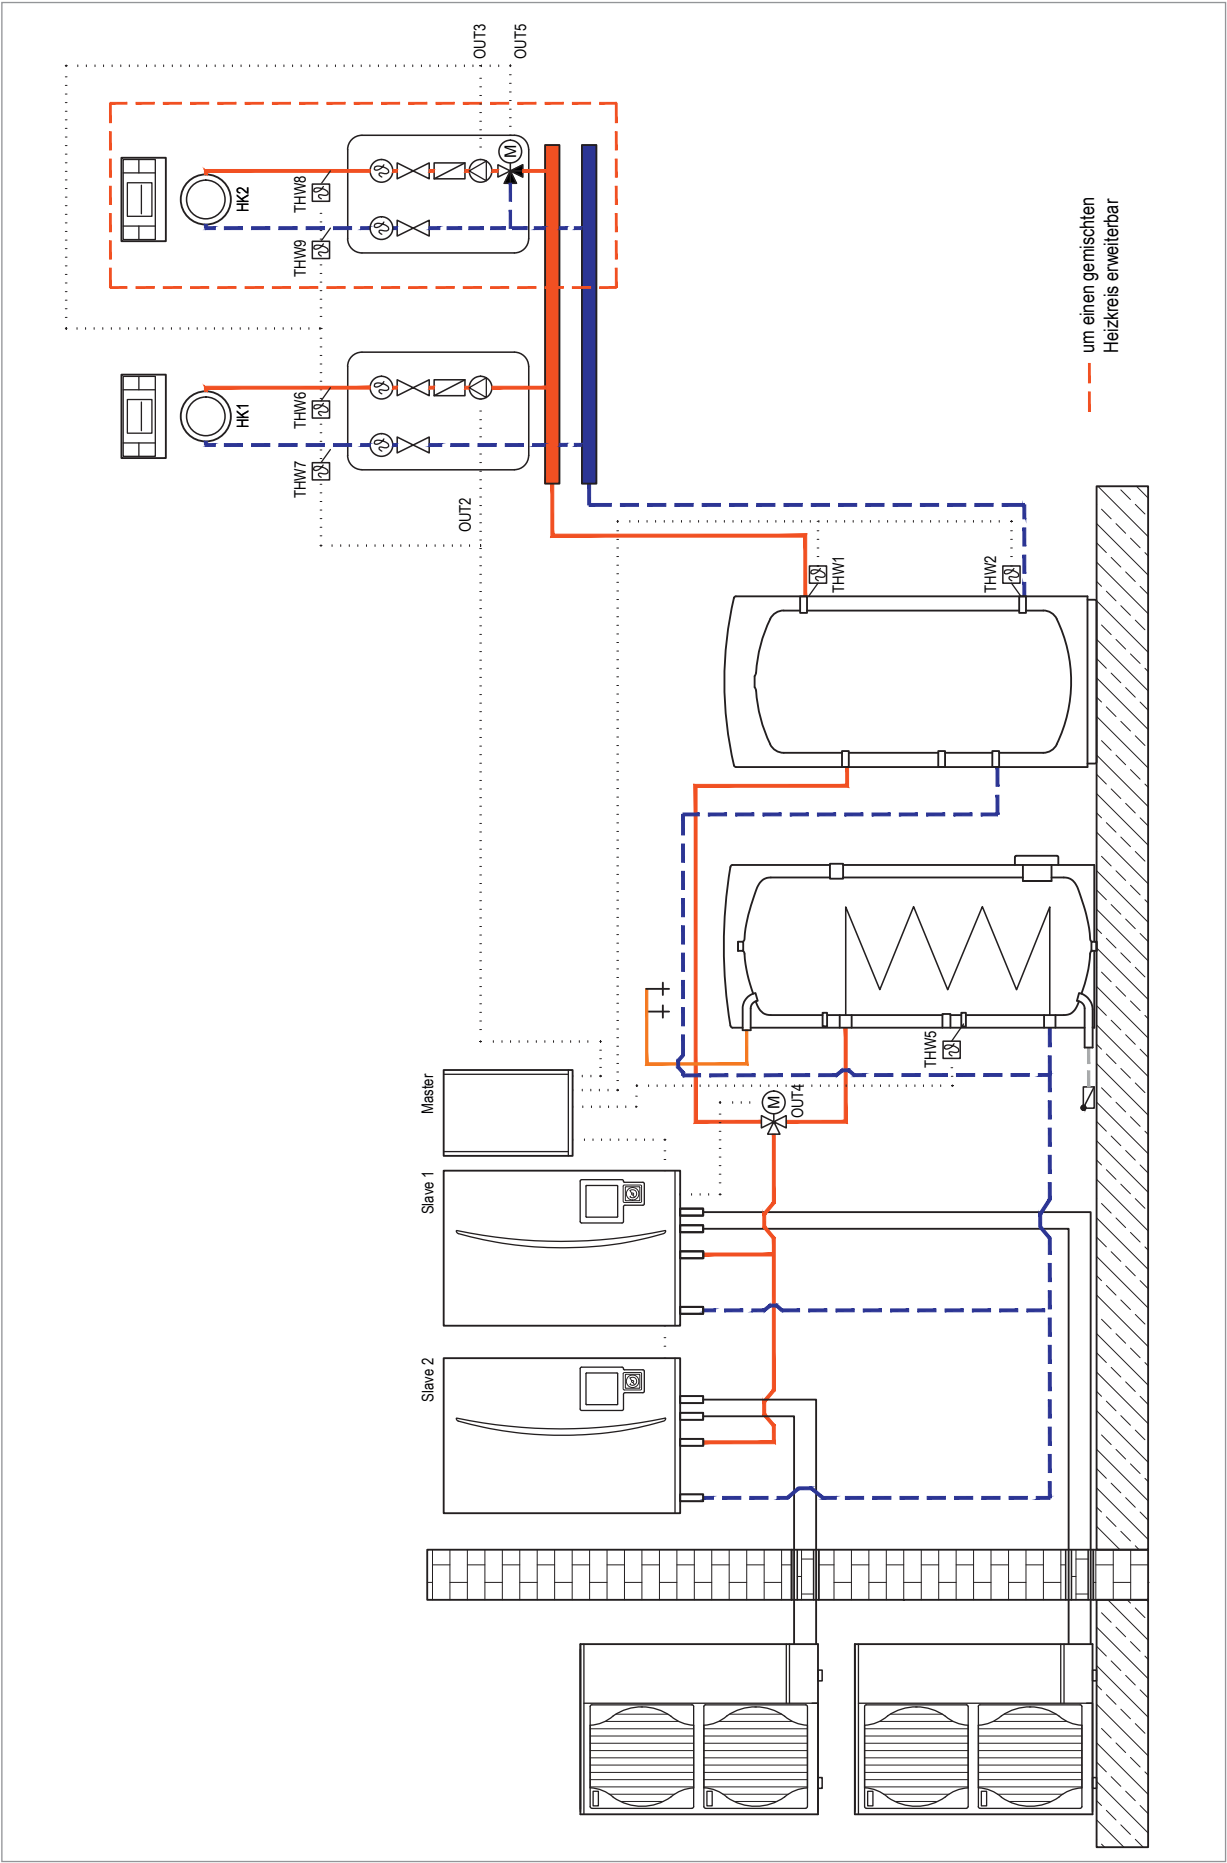 Slave 2
Slave 1
Master
OUT4
THW5
THW1
THW2
OUT2
THW7
THW6
HK1
THW9
THW8
HK2
OUT3
OUT5
M
M
um einen gemischten
Heizkreis erweiterbar